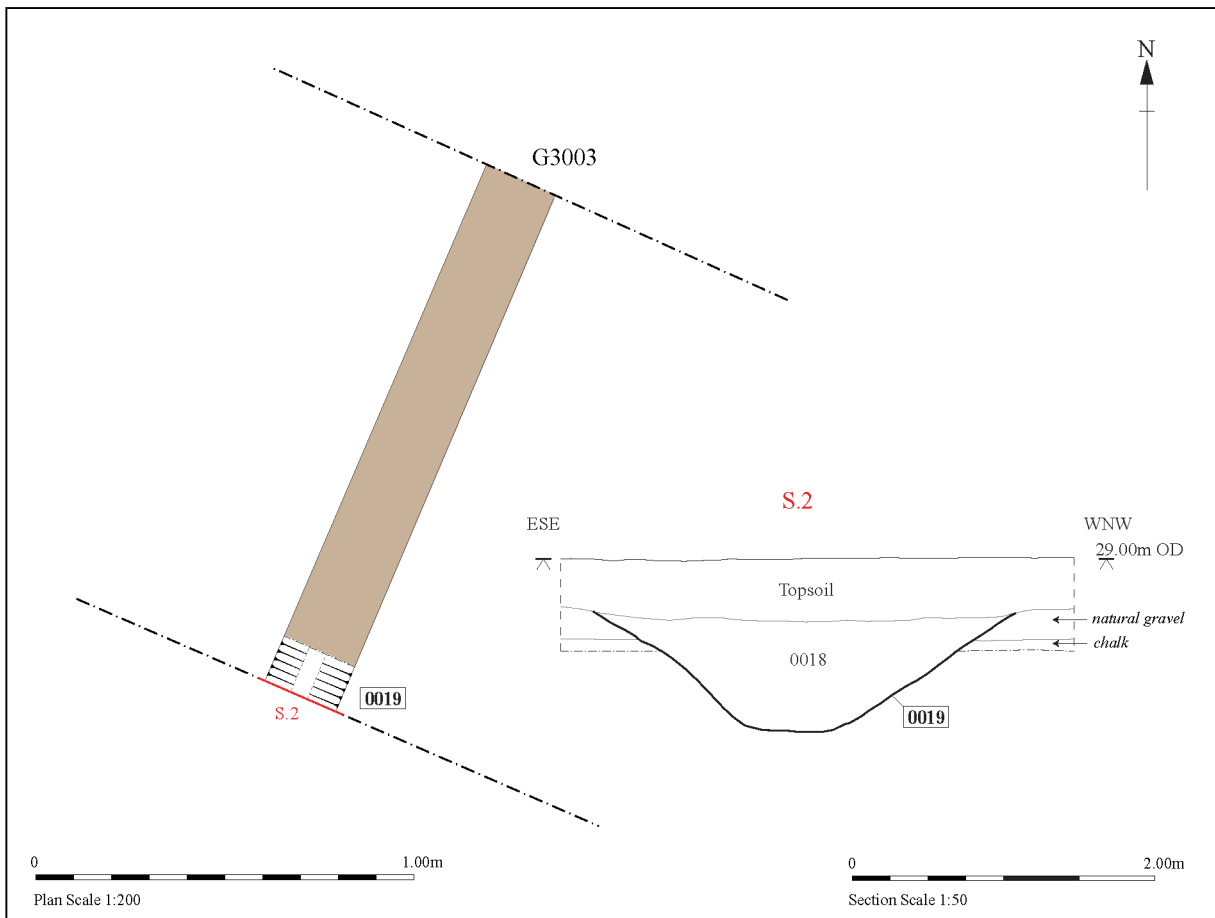 N
G3003
S.2
ESE
WNW
29.00m OD
Topsoil
natural gravel
chalk
0018
0019
0019
S.2
0 1.00m
Plan Scale 1:200
0 2.00m
Section Scale 1:50